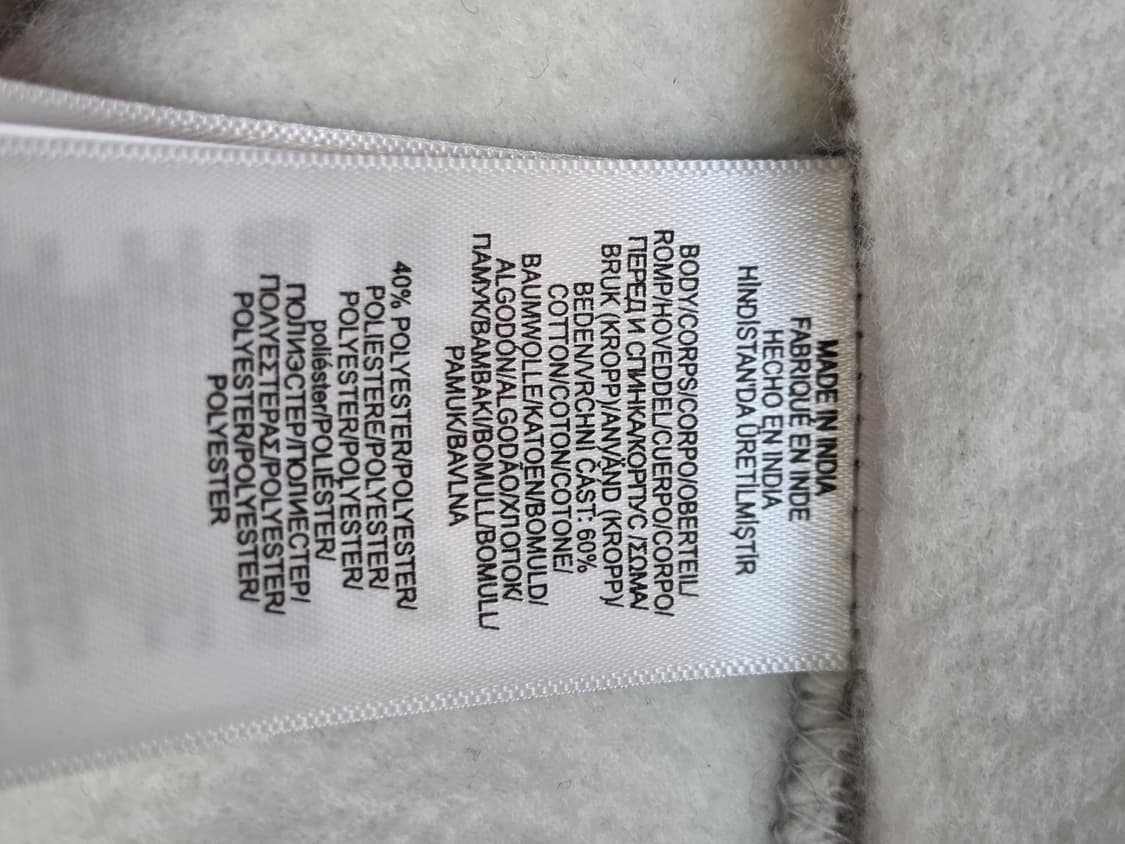 MADE IN INDIA
FABRIQUÉ EN INDE
HECHO EN INDIA
HİNDİSTAN'DA ÜRETİLMİŞTİR
BODY/CORPS/CORPO/OBERTEIL/
ROMP/HOVEDDEL/CUERPO/CORPO/
ПЕРЕД И СПИНКА/КОРПУС /ΣΩΜΑ/
BRUK (KROPP)/ANVÄND (KROPP)/
BEDEN/VRCHNÍ ČÁST: 60%
COTTON/COTON/COTONE/
BAUMWOLLE/KATOEN/BOMULD/
ALGODÓN/ALGODÃO/ХЛОПОК/
ПАМУК/ΒΑΜΒΑΚΙ/BOMULL/BOMULL/
PAMUK/BAVLNA
40% POLYESTER/POLYESTER/
POLIESTERE/POLYESTER/
POLYESTER/POLYESTER/
poliéster/POLIÉSTER/
ПОЛИЭСТЕР/ПОЛИЕСТЕР/
ΠΟΛΥΕΣΤΕΡΑΣ/POLYESTER/
POLYESTER/POLYESTER/
POLYESTER